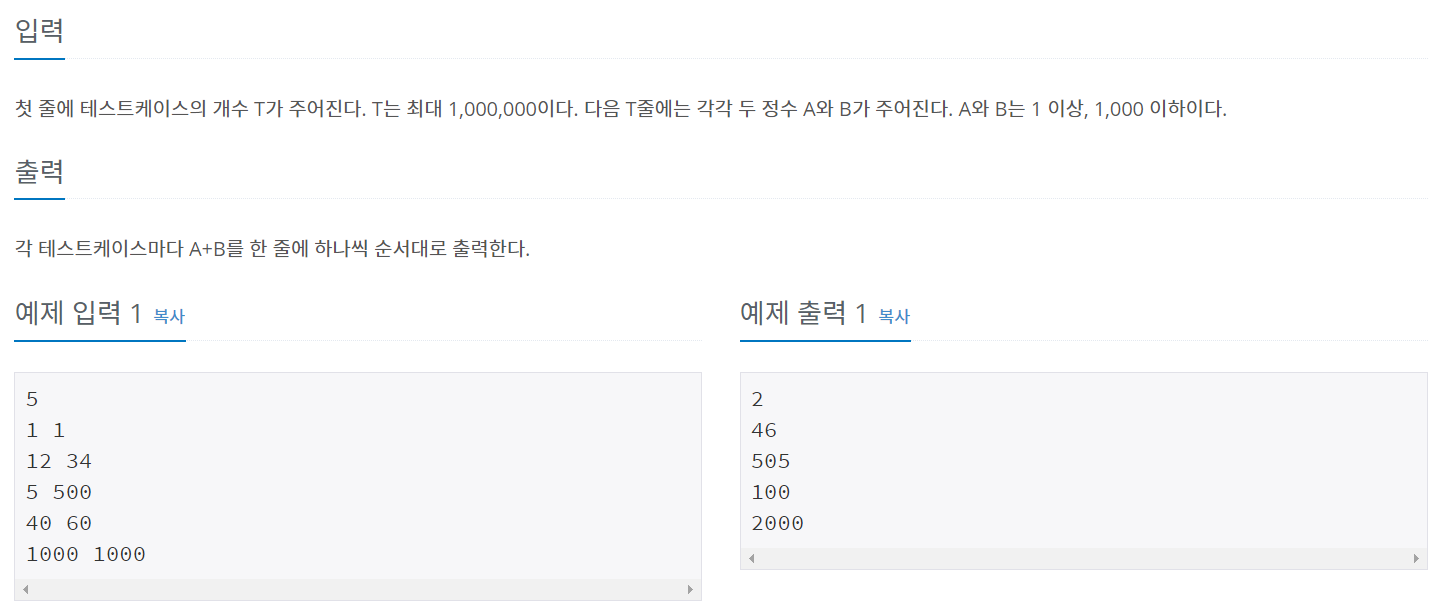 입력
첫 줄에 테스트케이스의 개수 T가 주어진다. T는 최대 1,000,000이다. 다음 T줄에는 각각 두 정수 A와 B가 주어진다. A와 B는 1 이상, 1,000 이하이다.
출력
각 테스트케이스마다 A+B를 한 줄에 하나씩 순서대로 출력한다.
예제 입력 1 복사
5
1 1
12 34
5 500
40 60
1000 1000
예제 출력 1 복사
2
46
505
100
2000